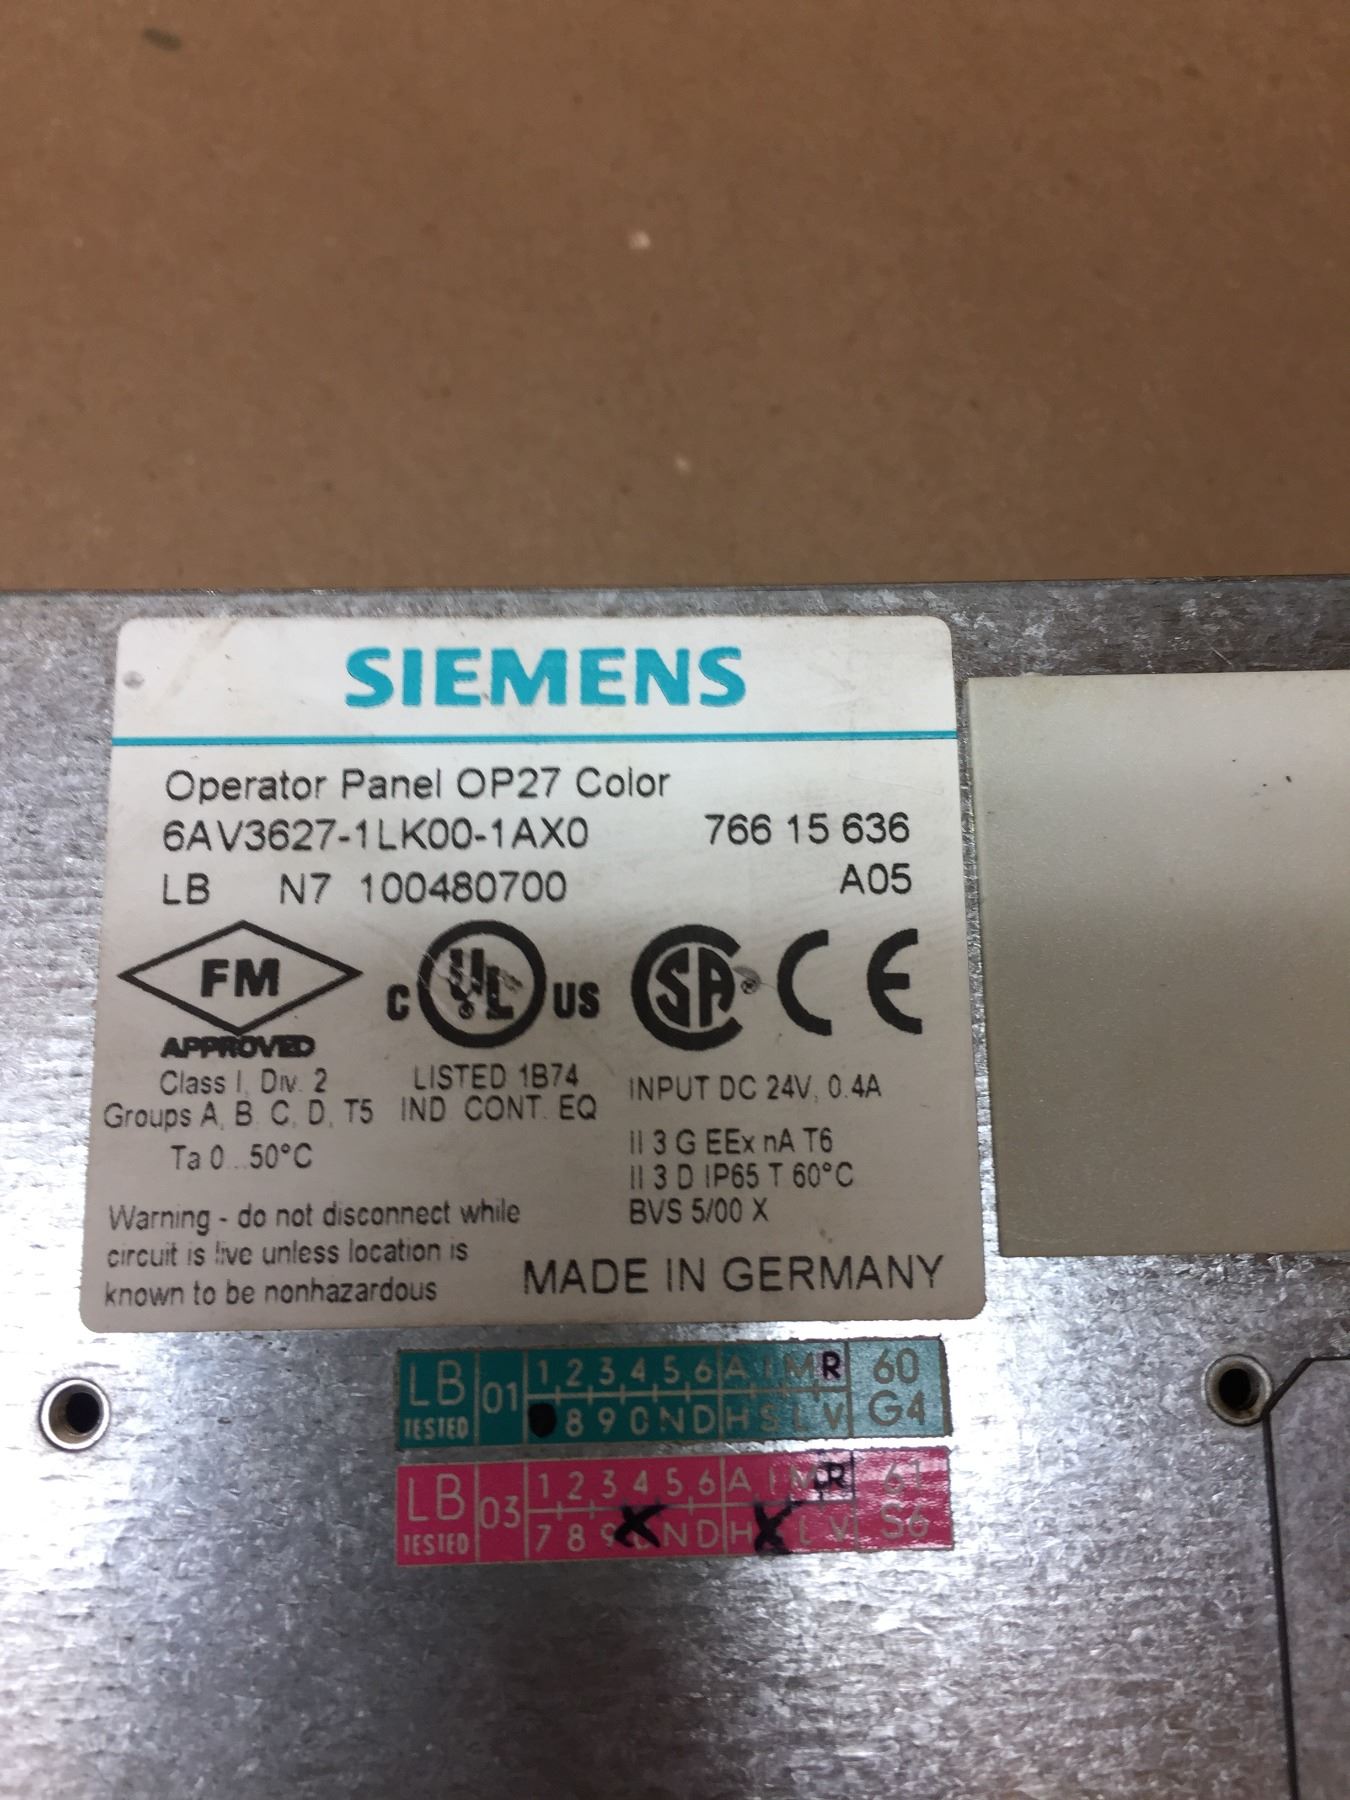 SIEMENS
Operator Panel OP27 Color
6AV3627-1LK00-1AX0 766 15 636
LB N7 100480700 A05
FM
APPROVED
C UL US
SA
CE
Class I, Div. 2
Groups A, B, C, D, T5
Ta 0...50°C
LISTED 1B74
IND. CONT. EQ
INPUT DC 24V, 0.4A
II 3 G EEx nA T6
II 3 D IP65 T 60°C
BVS 5/00 X
Warning - do not disconnect while
circuit is live unless location is
known to be nonhazardous
MADE IN GERMANY
LB 01 1 2 3 4 5 6 A I M R 60
TESTED 8 9 0 N D H S L V G4
LB 03 1 2 3 4 5 6 A I M R 61
TESTED 7 8 9 N D H L V S6